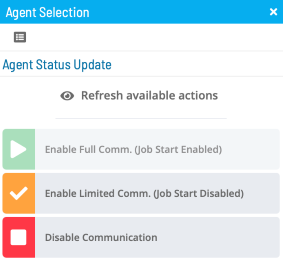 Agent Selection
Agent Status Update
Refresh available actions
Enable Full Comm. (Job Start Enabled)
Enable Limited Comm. (Job Start Disabled)
Disable Communication